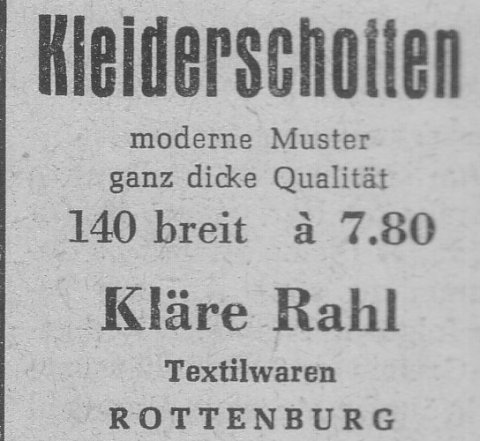 Kleiderschotten
moderne Muster
ganz dicke Qualität
140 breit à 7.80
Kläre Rahl
Textilwaren
ROTTENBURG